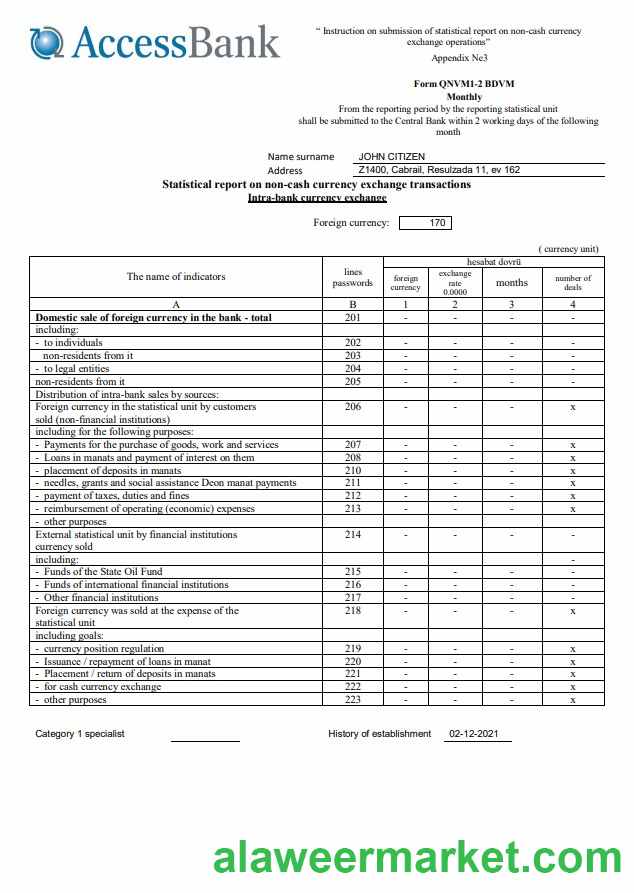 AccessBank
“ Instruction on submission of statistical report on non-cash currency
exchange operations”
Appendix №3
Form QNVM1-2 BDVM
Monthly
From the reporting period by the reporting statistical unit
shall be submitted to the Central Bank within 2 working days of the following
month
Name surname JOHN CITIZEN
Address Z1400, Cabrail, Resulzada 11, ev 162
Statistical report on non-cash currency exchange transactions
Intra-bank currency exchange
Foreign currency: 170
( currency unit)
The name of indicators lines passwords hesabat dovrü
foreign currency exchange rate 0.0000 months number of deals
A B 1 2 3 4
Domestic sale of foreign currency in the bank - total 201 - - - -
including:
- to individuals 202 - - - -
non-residents from it 203 - - - -
- to legal entities 204 - - - -
non-residents from it 205 - - - -
Distribution of intra-bank sales by sources:
Foreign currency in the statistical unit by customers 206 - - - x
sold (non-financial institutions)
including for the following purposes:
- Payments for the purchase of goods, work and services 207 - - - x
- Loans in manats and payment of interest on them 208 - - - x
- placement of deposits in manats 210 - - - x
- needles, grants and social assistance Deon manat payments 211 - - - x
- payment of taxes, duties and fines 212 - - - x
- reimbursement of operating (economic) expenses 213 - - - x
- other purposes
External statistical unit by financial institutions 214 - - - -
currency sold
including: -
- Funds of the State Oil Fund 215 - - - -
- Funds of international financial institutions 216 - - - -
- Other financial institutions 217 - - - -
Foreign currency was sold at the expense of the 218 - - - x
statistical unit
including goals:
- currency position regulation 219 - - - x
- Issuance / repayment of loans in manat 220 - - - x
- Placement / return of deposits in manats 221 - - - x
- for cash currency exchange 222 - - - x
- other purposes 223 - - - x
Category 1 specialist History of establishment 02-12-2021
alaweermarket.com